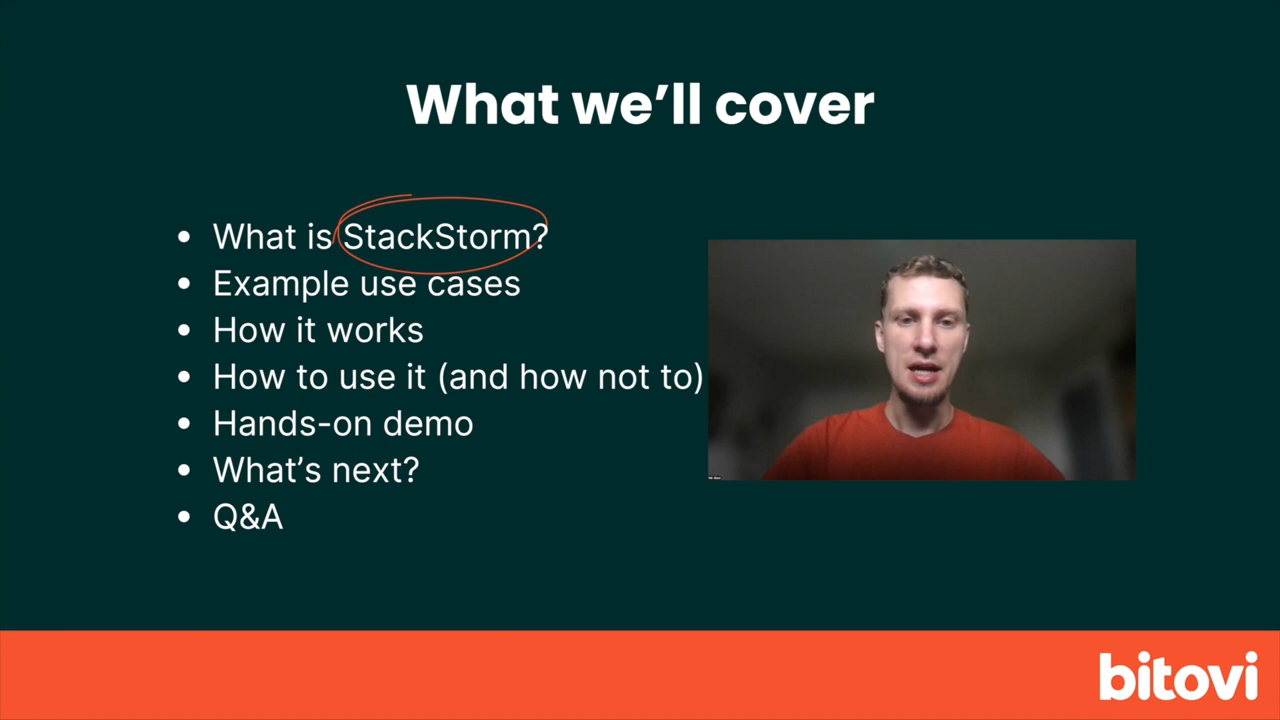 What we’ll cover
• What is StackStorm?
• Example use cases
• How it works
• How to use it (and how not to)
• Hands-on demo
• What’s next?
• Q&A
bitovi